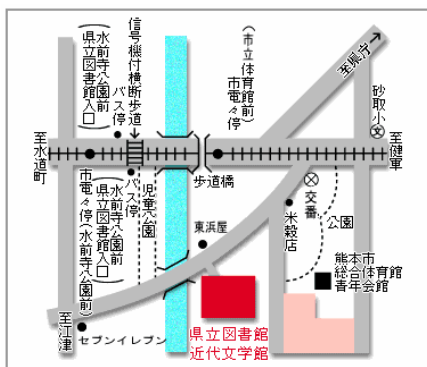 信号機付横断歩道→
バス停
(水前寺公園前
県立図書館入口)
(市立体育館前)
市電々停
至県庁→
砂取小
文
至水道町
至健軍
歩道橋
バス停
(水前寺公園前
県立図書館入口)
市電々停(水前寺公園前)
児童公園
交番
米穀店
公園
東浜屋
熊本市
総合体育館
青年会館
至江津
セブンイレブン
県立図書館
近代文学館